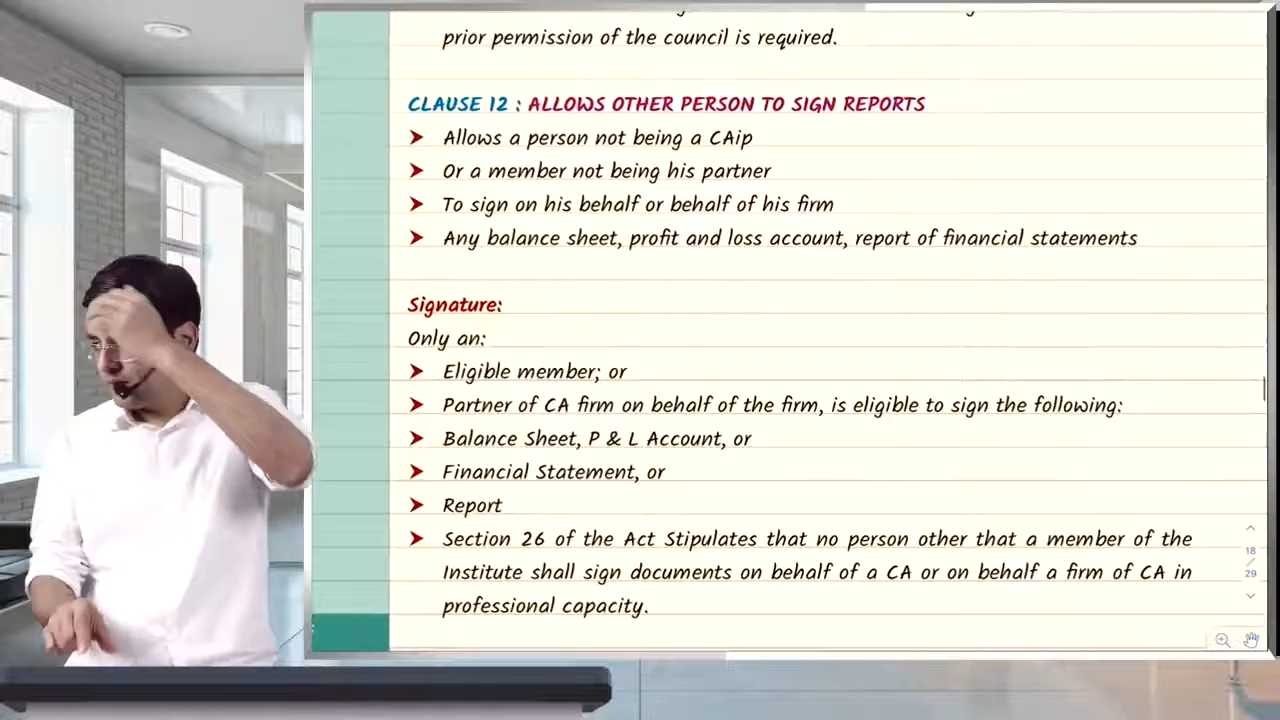 prior permission of the council is required.
CLAUSE 12 : ALLOWS OTHER PERSON TO SIGN REPORTS
➤ Allows a person not being a CAip
➤ Or a member not being his partner
➤ To sign on his behalf or behalf of his firm
➤ Any balance sheet, profit and loss account, report of financial statements
Signature:
Only an:
➤ Eligible member; or
➤ Partner of CA firm on behalf of the firm, is eligible to sign the following:
➤ Balance Sheet, P & L Account, or
➤ Financial Statement, or
➤ Report
➤ Section 26 of the Act Stipulates that no person other that a member of the
Institute shall sign documents on behalf of a CA or on behalf a firm of CA in
professional capacity.
18
/
29